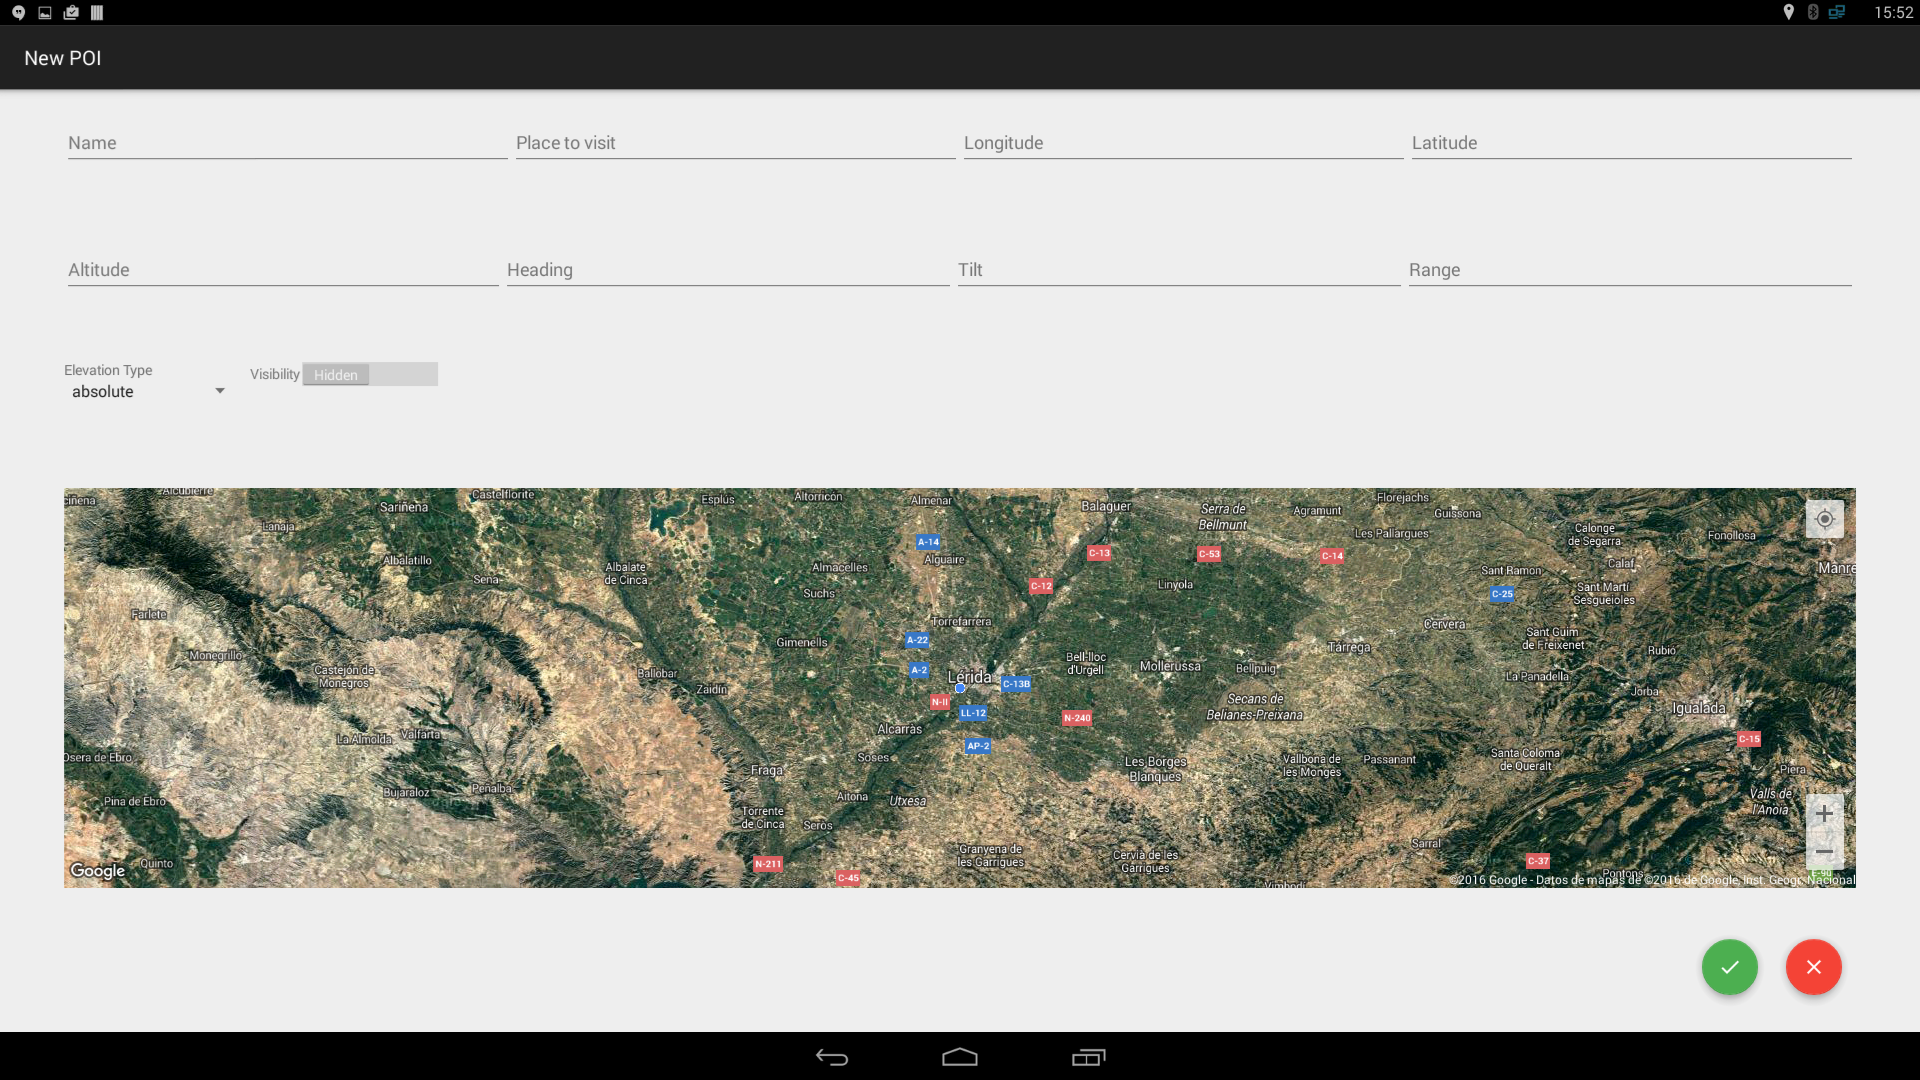 15:52
New POI
Name
Place to visit
Longitude
Latitude
Altitude
Heading
Tilt
Range
Elevation Type
absolute
Visibility
Hidden
Alcubierre
Sariñena
Castelflorite
Esplús
Altorricón
Almenar
Balaguer
Serra de
Bellmunt
Agramunt
Florejachs
Guissona
Les Pallargues
Calonge
de Segarra
Fonollosa
Lanaja
A-14
C-13
C-53
C-14
Albalatillo
Sena
Albalate
de Cinca
Almacelles
Alguaire
Suchs
C-12
Linyola
Sant Ramon
Calaf
C-25
Sant Martí
Sesgueioles
Farlete
Torrefarrera
Cervera
Monegrillo
Gimenells
A-22
Tárrega
Sant Guim
de Freixenet
Rubió
Castejón de
Monegros
Ballobar
Zaidín
A-2
Lérida
C-13B
Bell-lloc
d'Urgell
Mollerussa
Bellpuig
La Panadella
Jorba
Igualada
N-II
LL-12
N-240
Secans de
Belianes-Preixana
La Almolda
Valfarta
Alcarràs
AP-2
C-15
Osera de Ebro
Soses
Les Borges
Blanques
Vallbona de
les Monges
Passanant
Santa Coloma
de Queralt
Piera
Fraga
Bujaraloz
Peñalba
Aitona
Utxesa
Valls de
l'Anoia
Pina de Ebro
Torrente
de Cinca
Seròs
Quinto
N-211
C-45
Granyena de
les Garrigues
Cervià de les
Garrigues
Sarral
C-37
Pontons
Vimbodí
Google
©2016 Google - Datos de mapas de ©2016 de Google, Inst. Geogr. Nacional